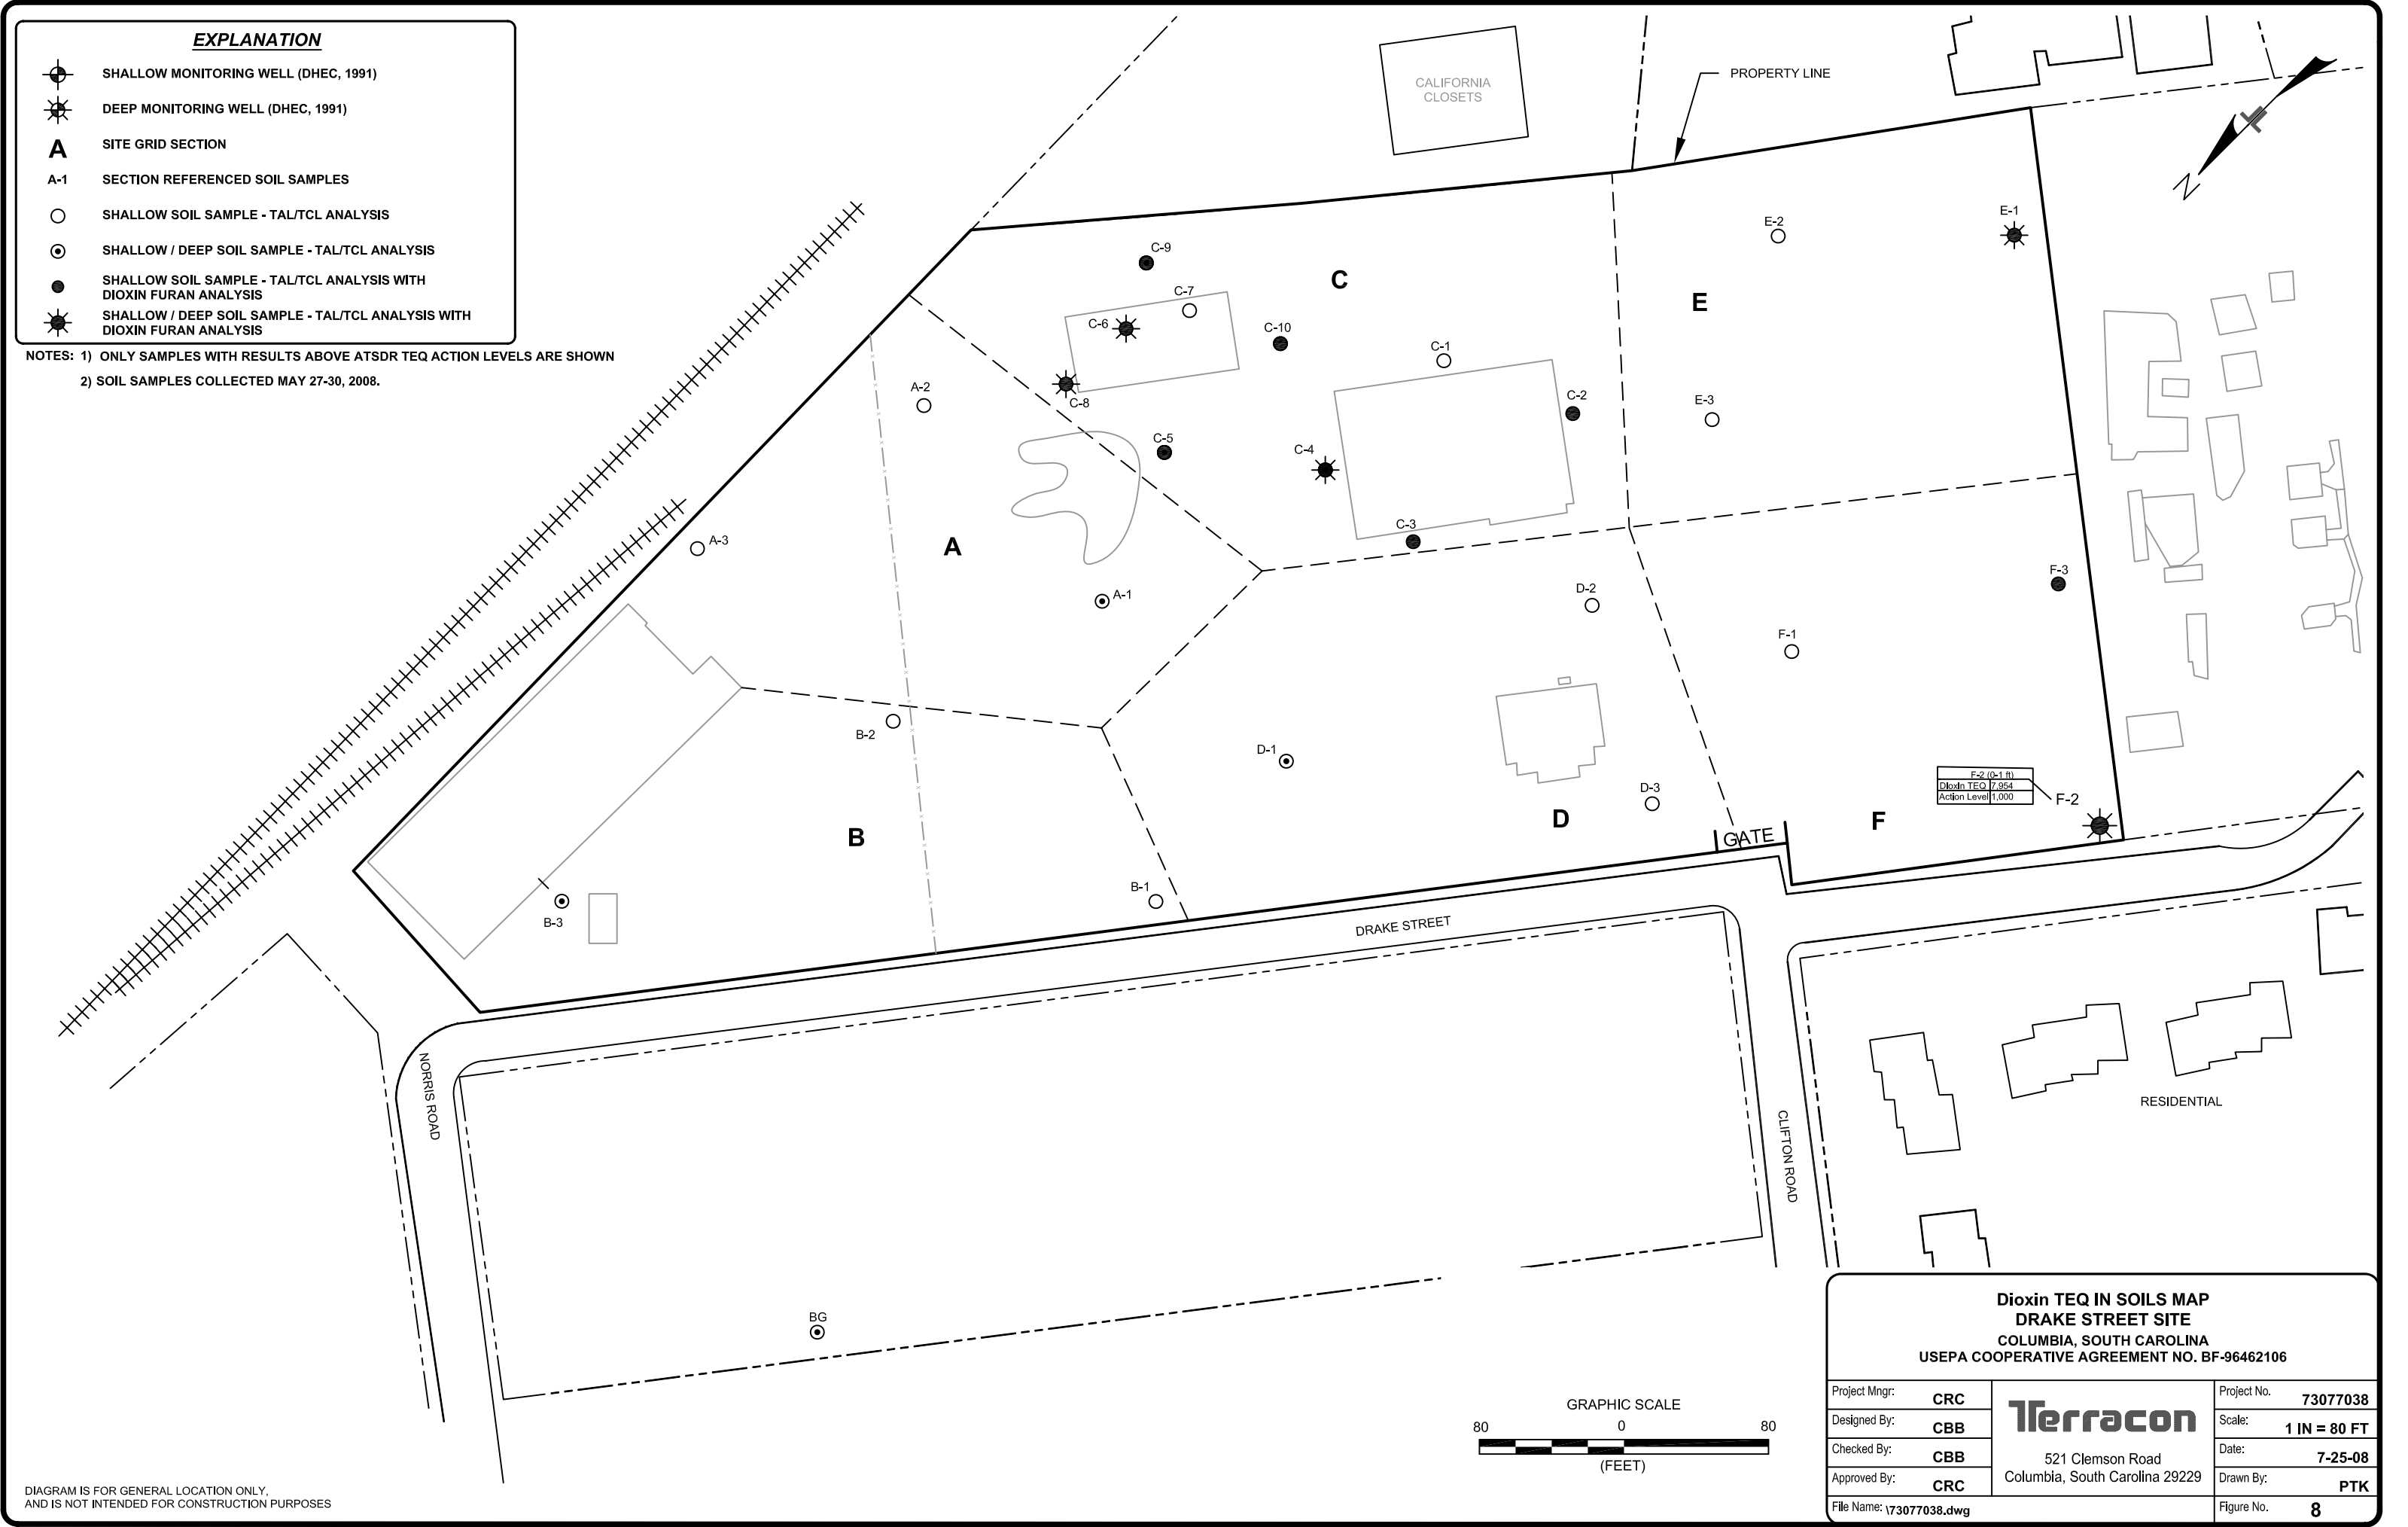 EXPLANATION
SHALLOW MONITORING WELL (DHEC, 1991)
DEEP MONITORING WELL (DHEC, 1991)
A SITE GRID SECTION
A-1 SECTION REFERENCED SOIL SAMPLES
SHALLOW SOIL SAMPLE - TAL/TCL ANALYSIS
SHALLOW / DEEP SOIL SAMPLE - TAL/TCL ANALYSIS
SHALLOW SOIL SAMPLE - TAL/TCL ANALYSIS WITH
DIOXIN FURAN ANALYSIS
SHALLOW / DEEP SOIL SAMPLE - TAL/TCL ANALYSIS WITH
DIOXIN FURAN ANALYSIS
NOTES: 1) ONLY SAMPLES WITH RESULTS ABOVE ATSDR TEQ ACTION LEVELS ARE SHOWN
2) SOIL SAMPLES COLLECTED MAY 27-30, 2008.
CALIFORNIA
CLOSETS
PROPERTY LINE
N
E-1
E-2
C-9
C
C-7
E
C-6
C-10
C-1
A-2
C-2
C-8
E-3
C-5
C-4
C-3
A-3
A
F-3
D-2
A-1
F-1
B-2
D-1
F-2 (0-1 ft)
Dioxin TEQ 7,954
Action Level 1,000
F-2
D-3
D
F
B
GATE
B-1
B-3
DRAKE STREET
NORRIS ROAD
CLIFTON ROAD
RESIDENTIAL
BG
GRAPHIC SCALE
80 0 80
(FEET)
Dioxin TEQ IN SOILS MAP
DRAKE STREET SITE
COLUMBIA, SOUTH CAROLINA
USEPA COOPERATIVE AGREEMENT NO. BF-96462106
Project Mngr: CRC
Designed By: CBB
Checked By: CBB
Approved By: CRC
File Name: \73077038.dwg
Terracon
521 Clemson Road
Columbia, South Carolina 29229
Project No. 73077038
Scale: 1 IN = 80 FT
Date: 7-25-08
Drawn By: PTK
Figure No. 8
DIAGRAM IS FOR GENERAL LOCATION ONLY,
AND IS NOT INTENDED FOR CONSTRUCTION PURPOSES